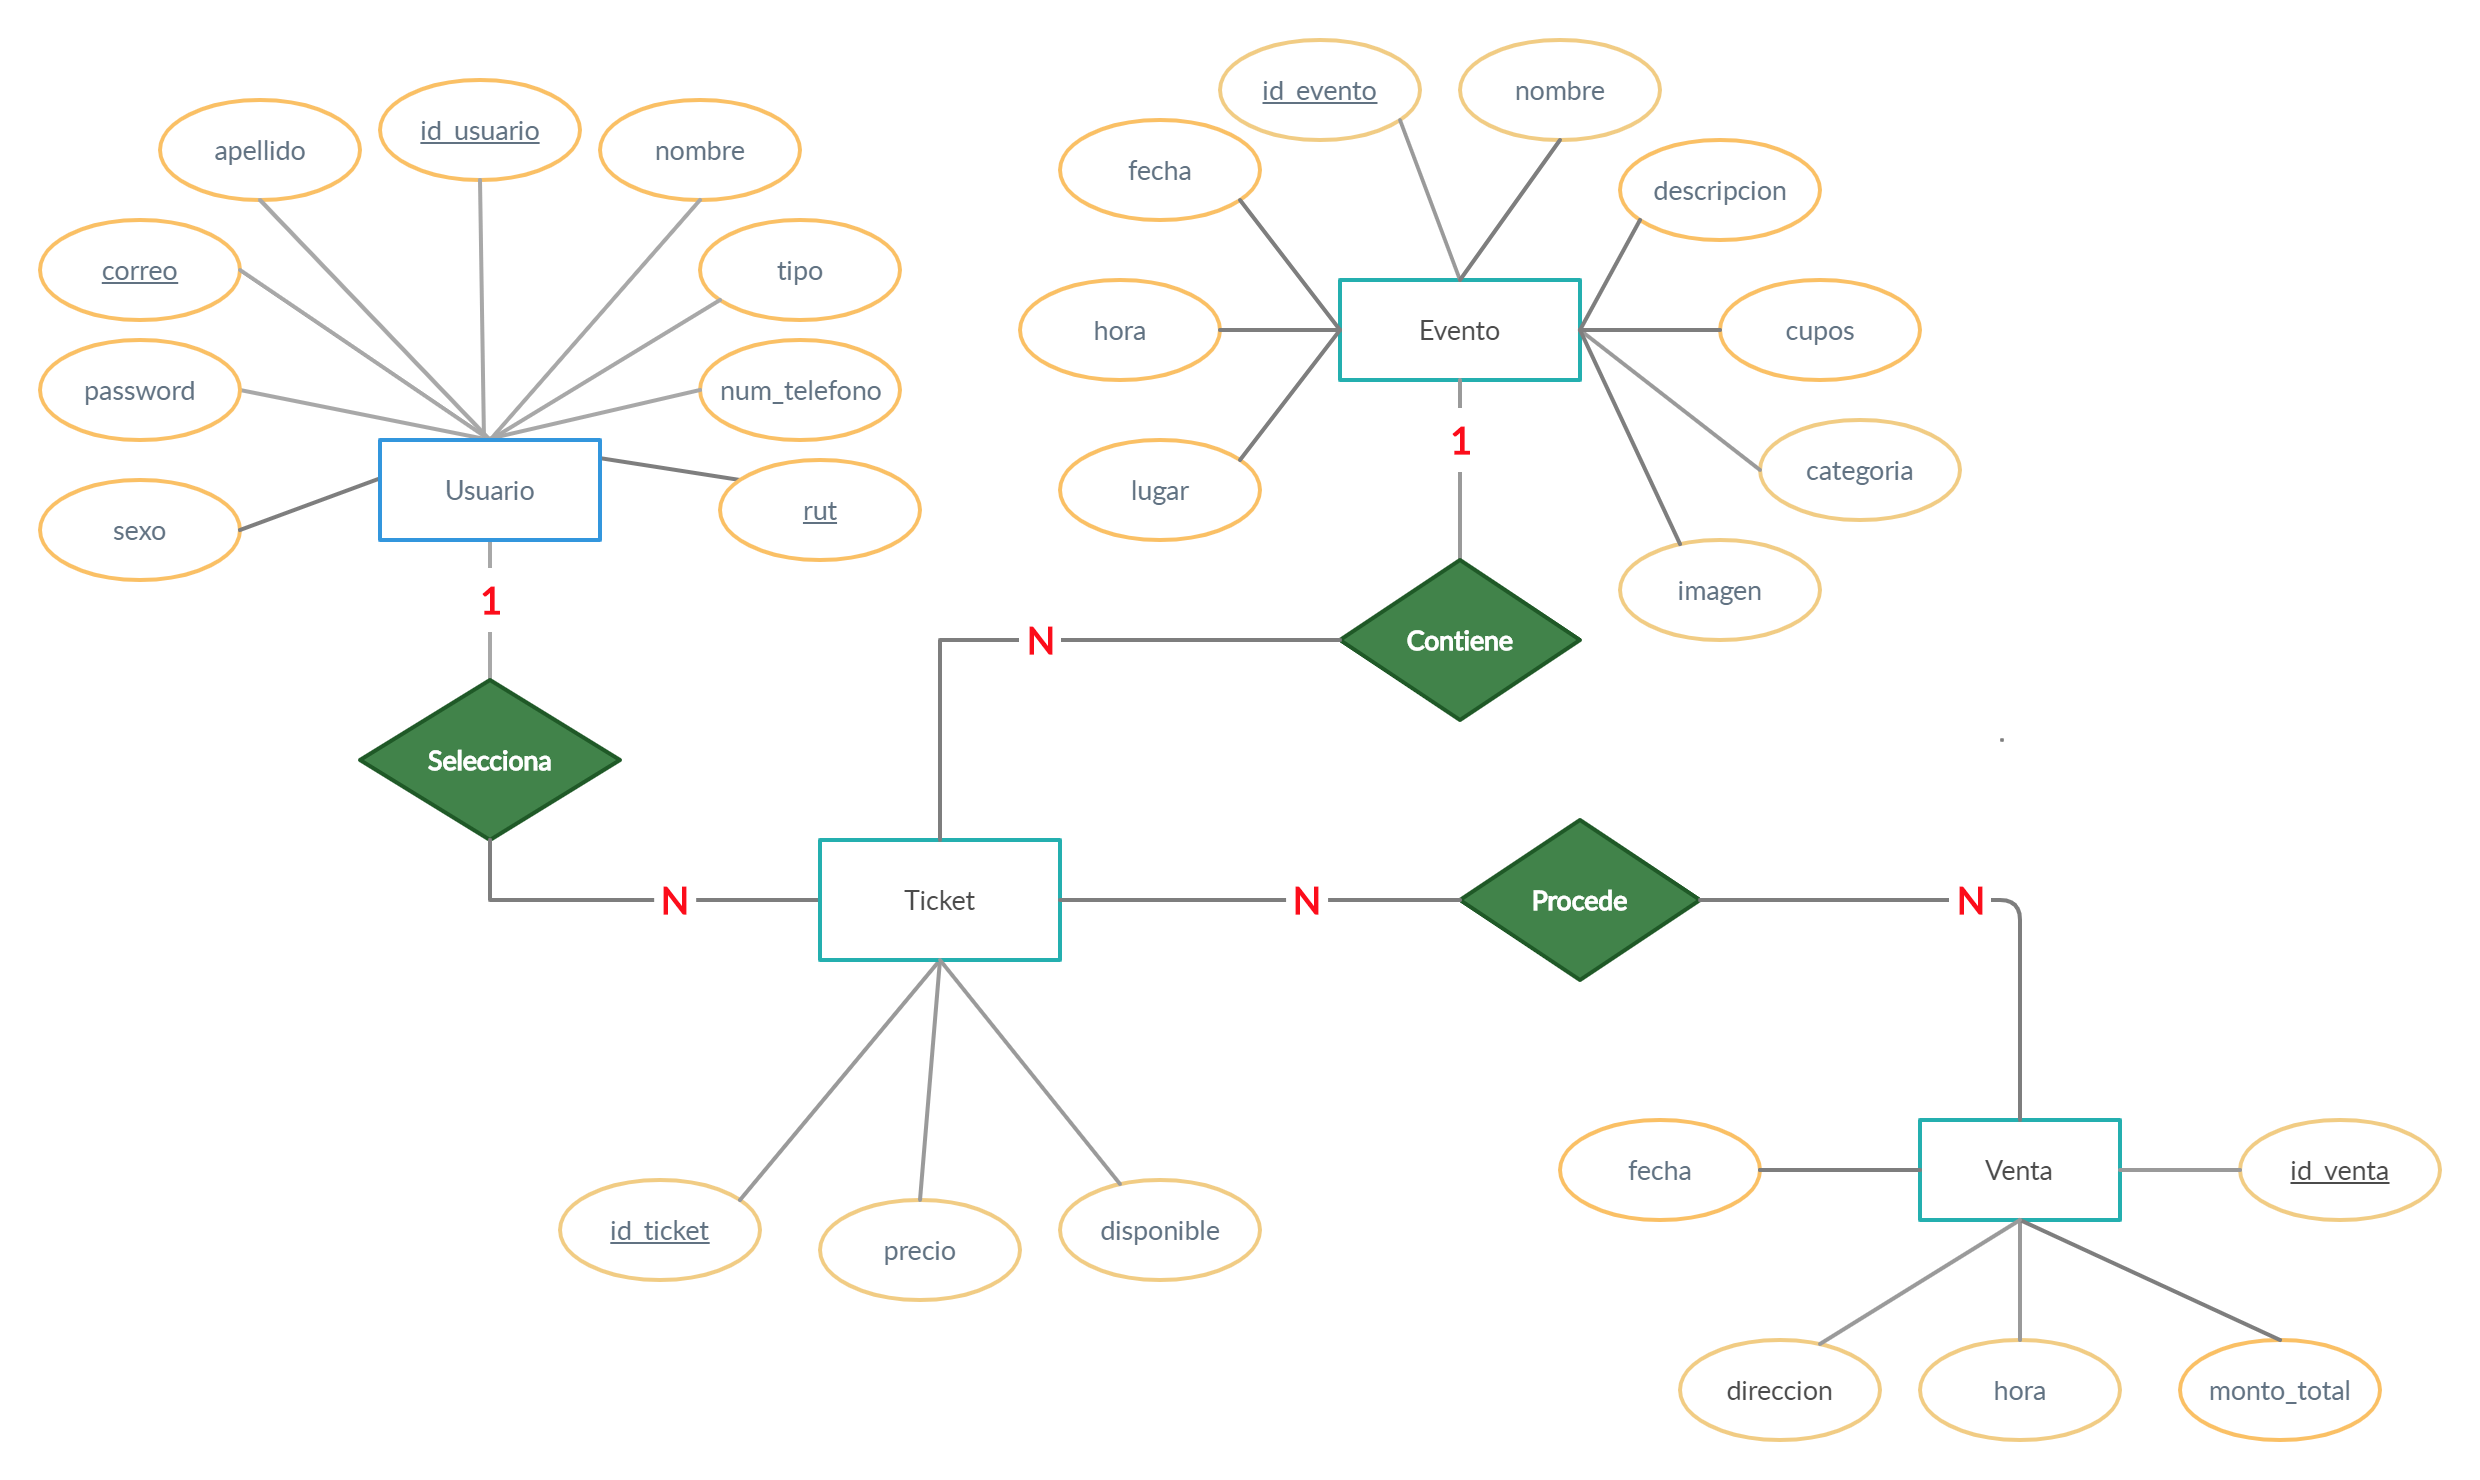 id_evento
nombre
apellido
id_usuario
nombre
fecha
descripcion
correo
tipo
hora
Evento
cupos
password
num_telefono
1
categoria
sexo
Usuario
rut
lugar
1
imagen
N
Contiene
Selecciona
N
Ticket
N
Procede
N
fecha
Venta
id_venta
id_ticket
precio
disponible
direccion
hora
monto_total